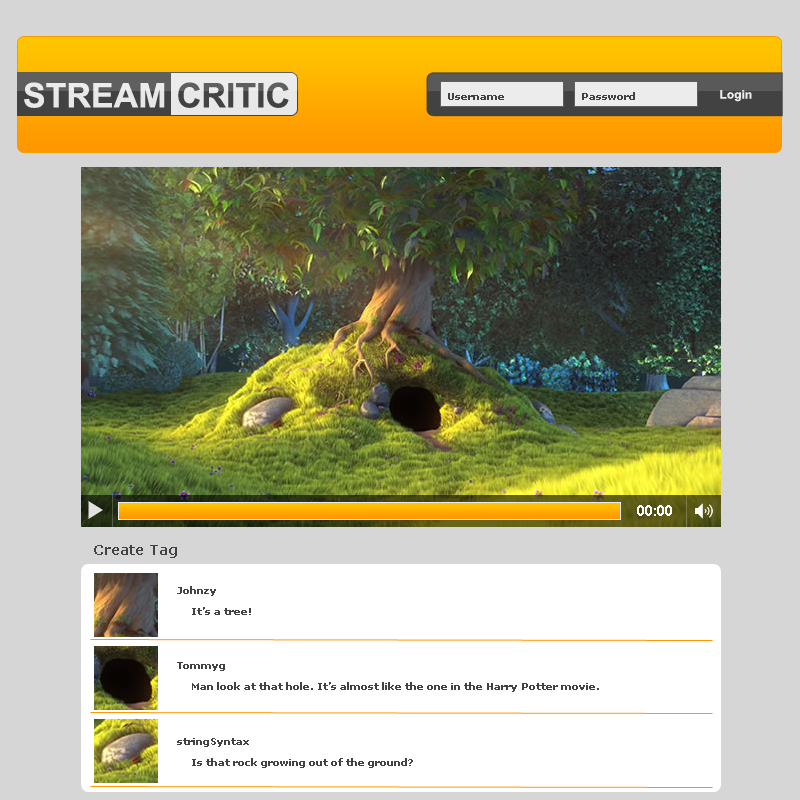 STREAM CRITIC
Username Password Login
00:00
Create Tag
Johnzy
It's a tree!
Tommyg
Man look at that hole. It's almost like the one in the Harry Potter movie.
stringSyntax
Is that rock growing out of the ground?